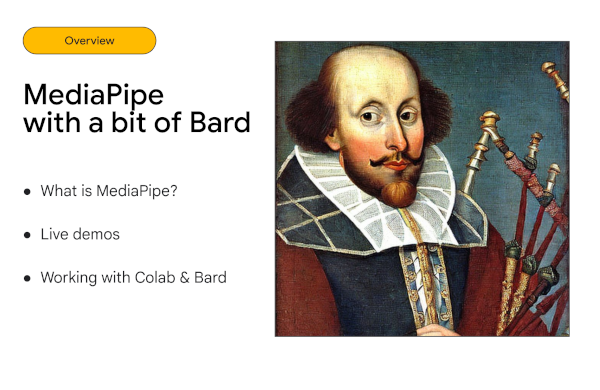 Overview
MediaPipe
with a bit of Bard
● What is MediaPipe?
● Live demos
● Working with Colab & Bard